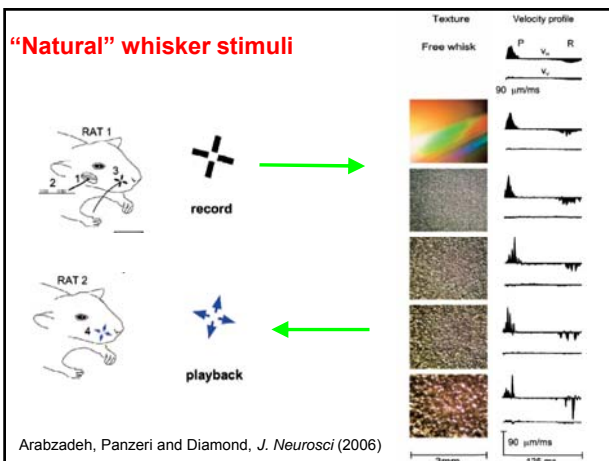 “Natural” whisker stimuli
Texture
Velocity profile
Free whisk
P
R
90 μm/ms
RAT 1
1
2
3
record
RAT 2
4
playback
Arabzadeh, Panzeri and Diamond, J. Neurosci (2006)
90 μm/ms